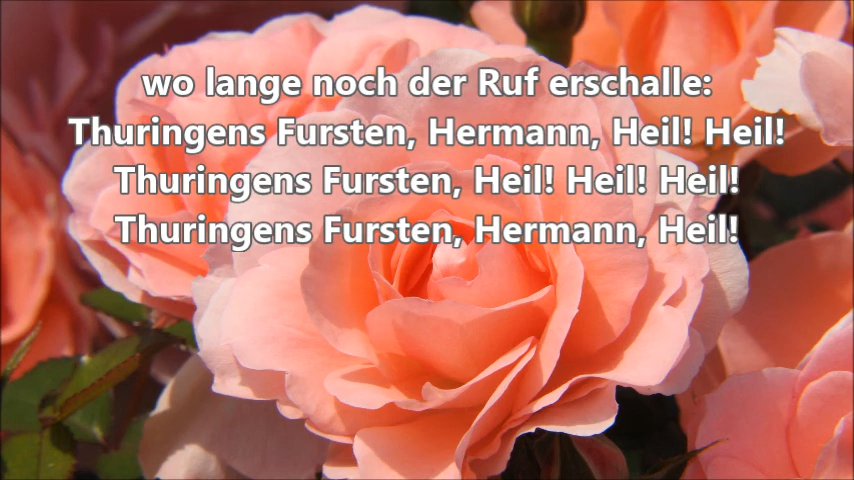 wo lange noch der Ruf erschalle:
Thuringens Fursten, Hermann, Heil! Heil!
Thuringens Fursten, Heil! Heil! Heil!
Thuringens Fursten, Hermann, Heil!